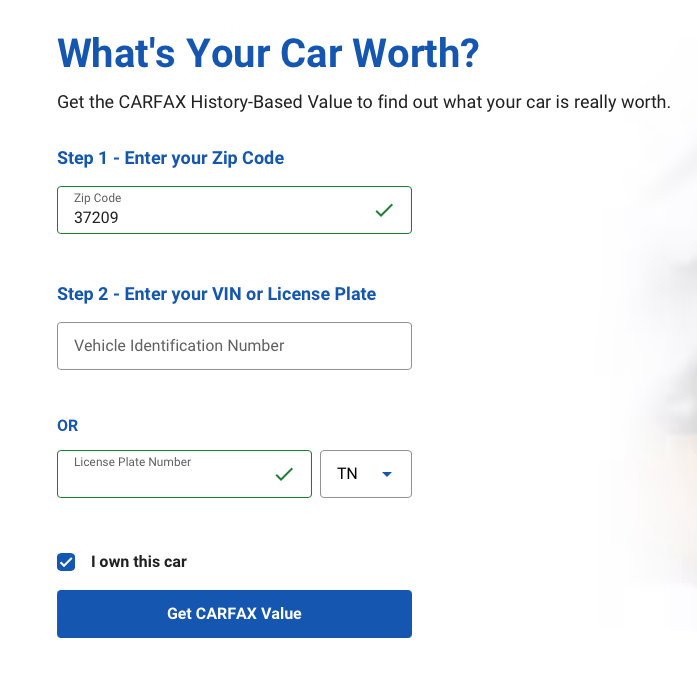 What's Your Car Worth?
Get the CARFAX History-Based Value to find out what your car is really worth.
Step 1 - Enter your Zip Code
Zip Code
37209
Step 2 - Enter your VIN or License Plate
Vehicle Identification Number
OR
License Plate Number
TN
I own this car
Get CARFAX Value